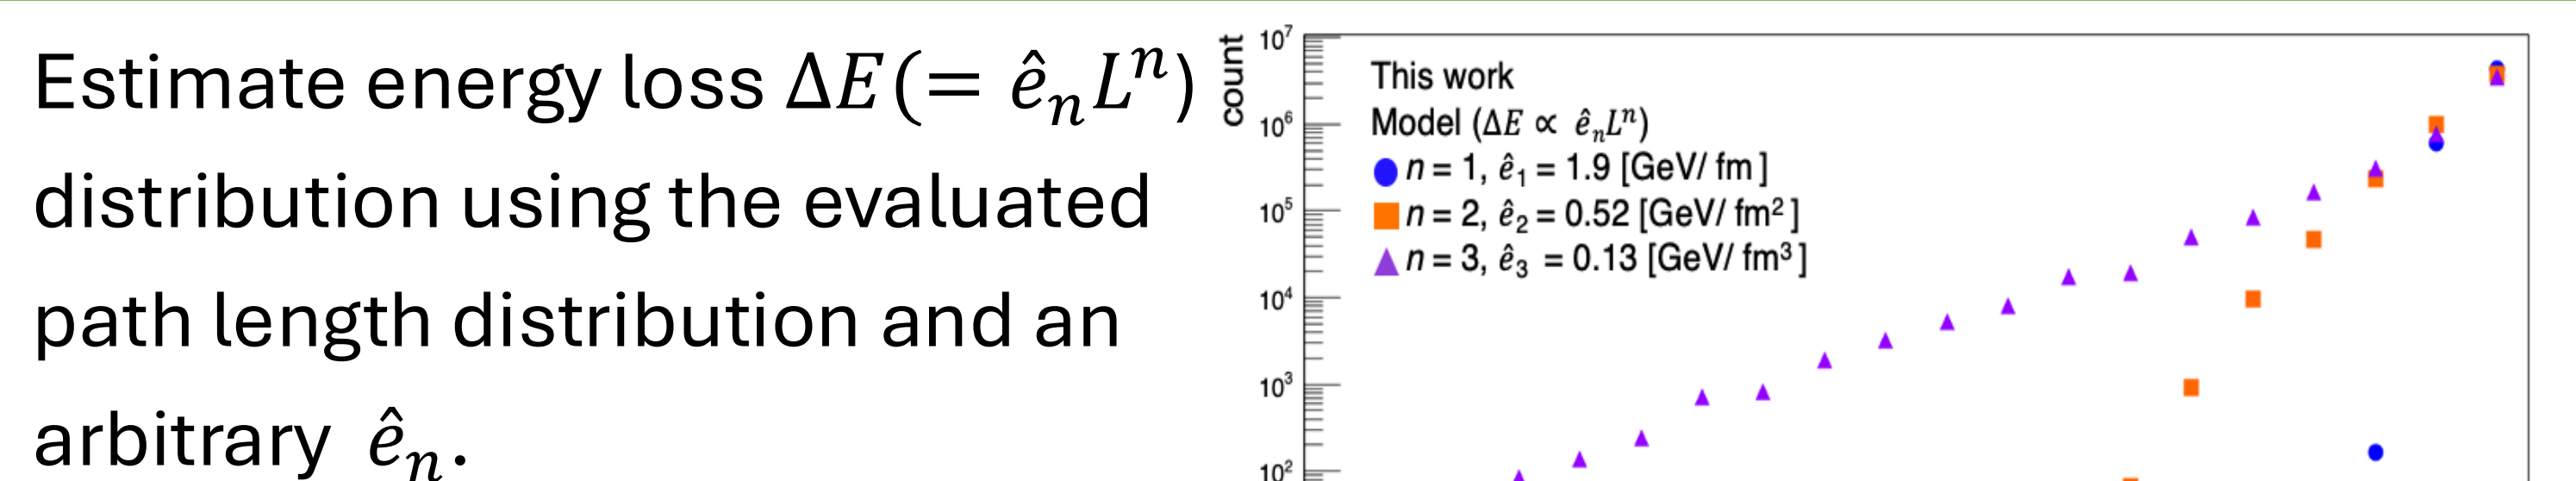 Estimate energy loss ΔE(= ê_n L^n)
distribution using the evaluated
path length distribution and an
arbitrary ê_n.
count
10^7
10^6
10^5
10^4
10^3
10^2
This work
Model (ΔE ∝ ê_n L^n)
n = 1, ê_1 = 1.9 [GeV/ fm]
n = 2, ê_2 = 0.52 [GeV/ fm^2]
n = 3, ê_3 = 0.13 [GeV/ fm^3]